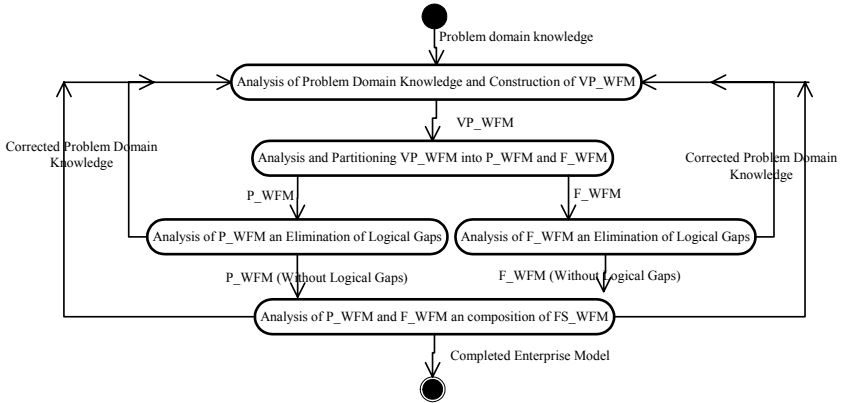 Problem domain knowledge
Analysis of Problem Domain Knowledge and Construction of VP_WFM
VP_WFM
Corrected Problem Domain
Knowledge
Analysis and Partitioning VP_WFM into P_WFM and F_WFM
Corrected Problem Domain
Knowledge
P_WFM
F_WFM
Analysis of P_WFM an Elimination of Logical Gaps
Analysis of F_WFM an Elimination of Logical Gaps
P_WFM (Without Logical Gaps)
F_WFM (Without Logical Gaps)
Analysis of P_WFM and F_WFM an composition of FS_WFM
Completed Enterprise Model